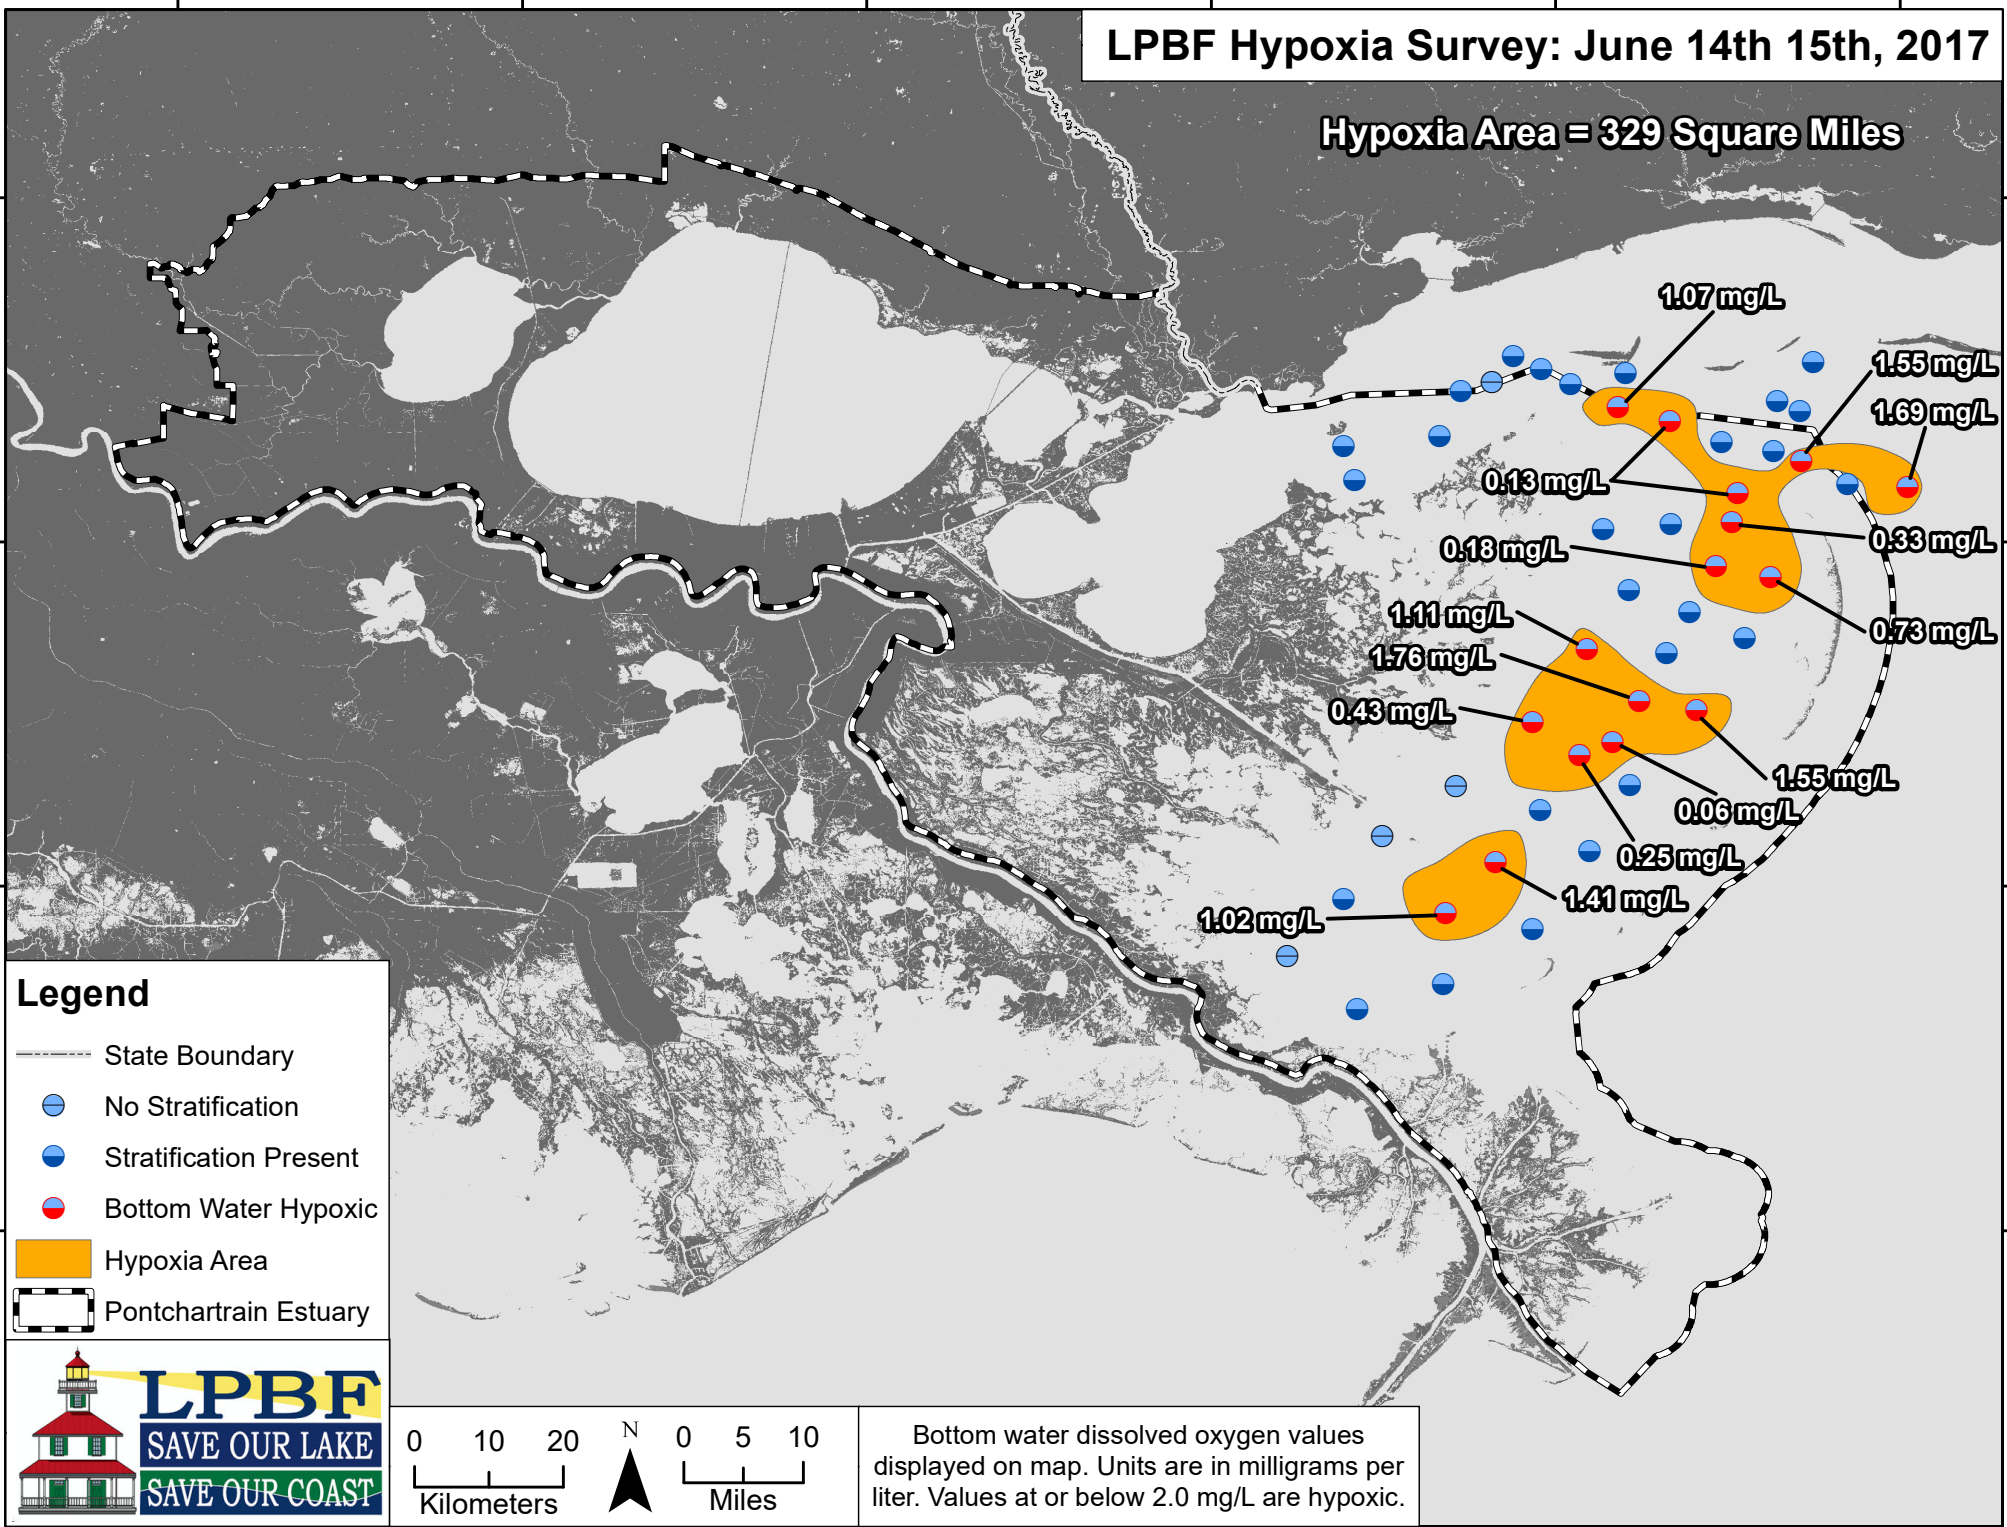 LPBF Hypoxia Survey: June 14th 15th, 2017
Hypoxia Area = 329 Square Miles
1.07 mg/L
1.55 mg/L
1.69 mg/L
0.13 mg/L
0.33 mg/L
0.18 mg/L
1.11 mg/L
0.73 mg/L
1.76 mg/L
0.43 mg/L
1.55 mg/L
0.06 mg/L
0.25 mg/L
1.41 mg/L
1.02 mg/L
Legend
State Boundary
No Stratification
Stratification Present
Bottom Water Hypoxic
Hypoxia Area
Pontchartrain Estuary
LPBF
SAVE OUR LAKE
SAVE OUR COAST
0 10 20
Kilometers
N
0 5 10
Miles
Bottom water dissolved oxygen values
displayed on map. Units are in milligrams per
liter. Values at or below 2.0 mg/L are hypoxic.